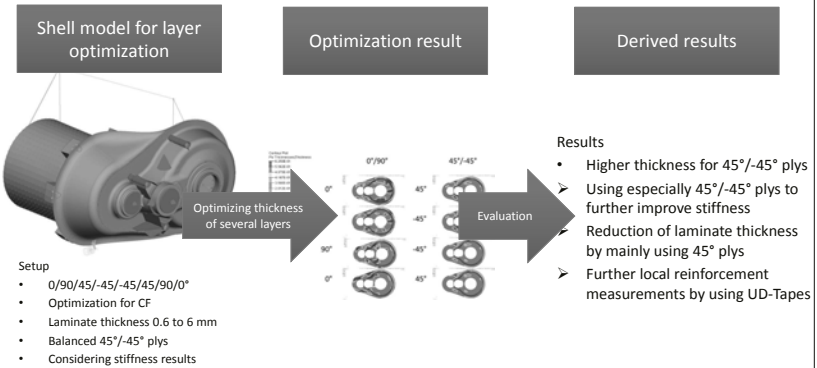 Shell model for layer
optimization
Optimization result
Derived results
Optimizing thickness
of several layers
0°/90°
45°/-45°
0°
90°
0°
45°
-45°
-45°
45°
Evaluation
Setup
• 0/90/45/-45/-45/45/90/0°
• Optimization for CF
• Laminate thickness 0.6 to 6 mm
• Balanced 45°/-45° plys
• Considering stiffness results
Results
• Higher thickness for 45°/-45° plys
➢ Using especially 45°/-45° plys to
further improve stiffness
➢ Reduction of laminate thickness
by mainly using 45° plys
➢ Further local reinforcement
measurements by using UD-Tapes